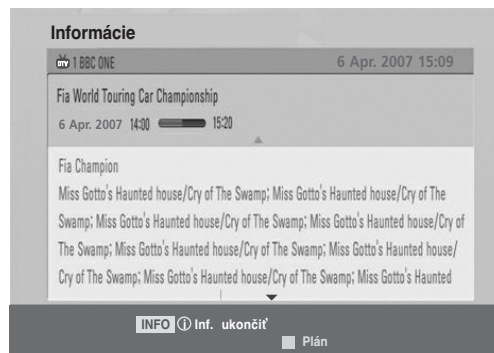 Informácie
DTV 1 BBC ONE 6 Apr. 2007 15:09
Fia World Touring Car Championship
6 Apr. 2007 14:00 15:20
Fia Champion
Miss Gotto's Haunted house/Cry of The Swamp; Miss Gotto's Haunted house/Cry of The
Swamp; Miss Gotto's Haunted house/Cry of The Swamp; Miss Gotto's Haunted house/Cry of
The Swamp; Miss Gotto's Haunted house/Cry of The Swamp; Miss Gotto's Haunted house/
Cry of The Swamp; Miss Gotto's Haunted house/Cry of The Swamp; Miss Gotto's Haunted
INFO ⓘ Inf. ukončiť
Plán